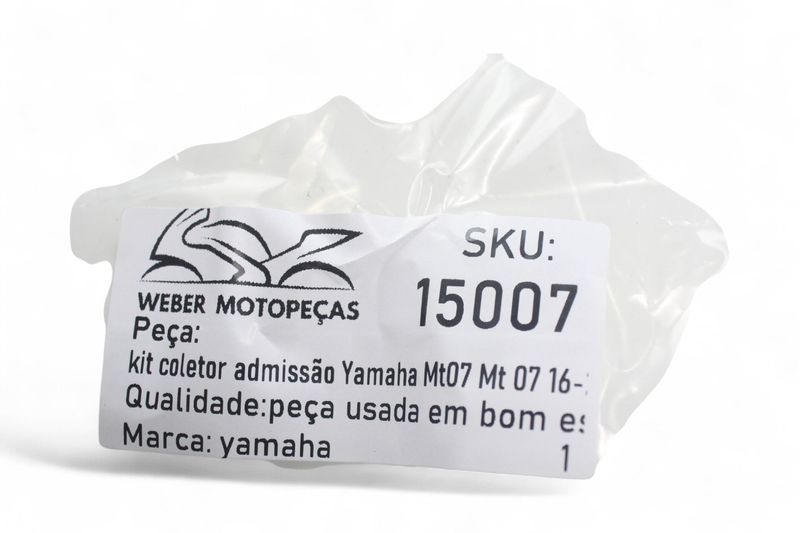 SKU:
15007
WEBER MOTOPEÇAS
Peça:
kit coletor admissão Yamaha Mt07 Mt 07 16-
Qualidade:peça usada em bom es
Marca: yamaha
1